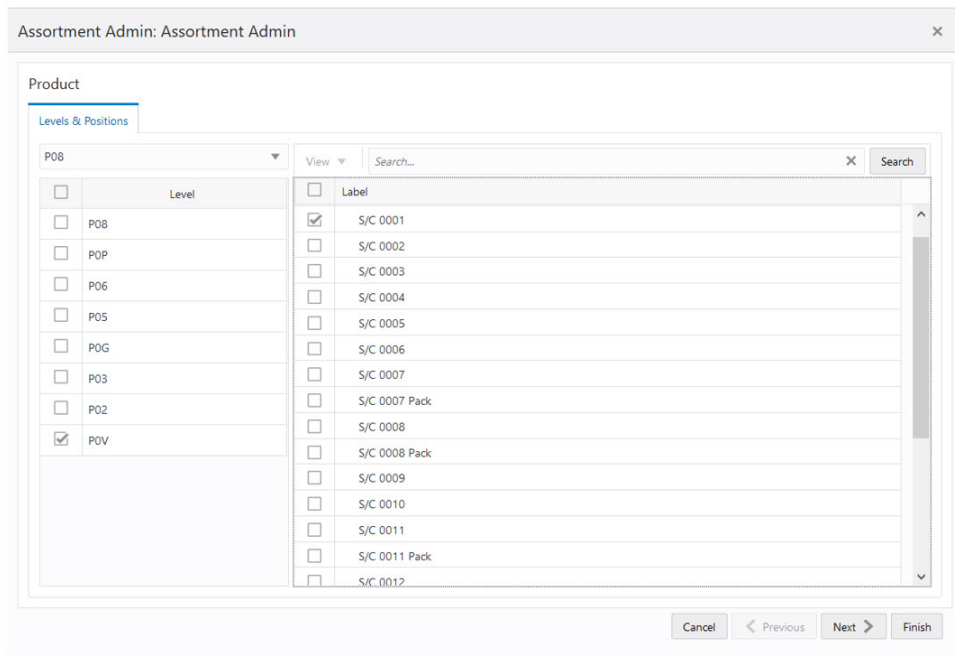 Assortment Admin: Assortment Admin
Product
Levels & Positions
P08
View
Search...
Search
Level
P08
P0P
P06
P05
P0G
P03
P02
P0V
Label
S/C 0001
S/C 0002
S/C 0003
S/C 0004
S/C 0005
S/C 0006
S/C 0007
S/C 0007 Pack
S/C 0008
S/C 0008 Pack
S/C 0009
S/C 0010
S/C 0011
S/C 0011 Pack
S/C 0012
Cancel
Previous
Next
Finish